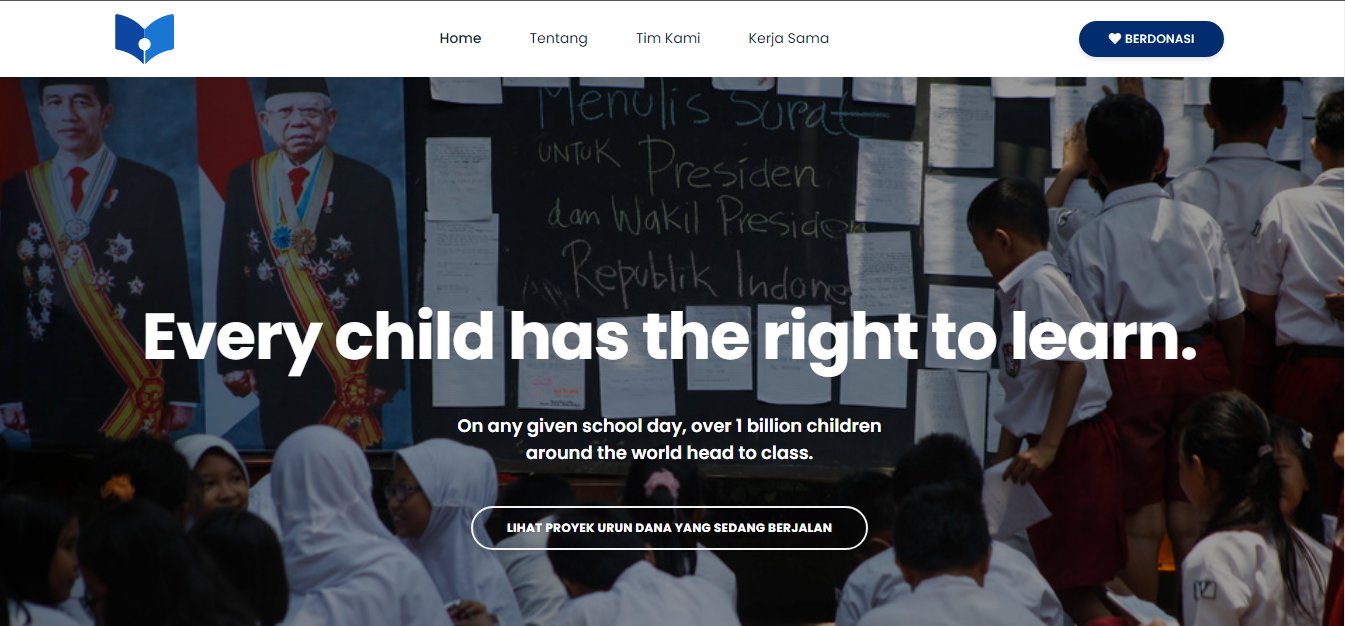 Home
Tentang
Tim Kami
Kerja Sama
BERDONASI
Menulis Surat
UNTUK Presiden
dan Wakil Presiden
Republik Indone
Every child has the right to learn.
On any given school day, over 1 billion children
around the world head to class.
LIHAT PROYEK URUN DANA YANG SEDANG BERJALAN